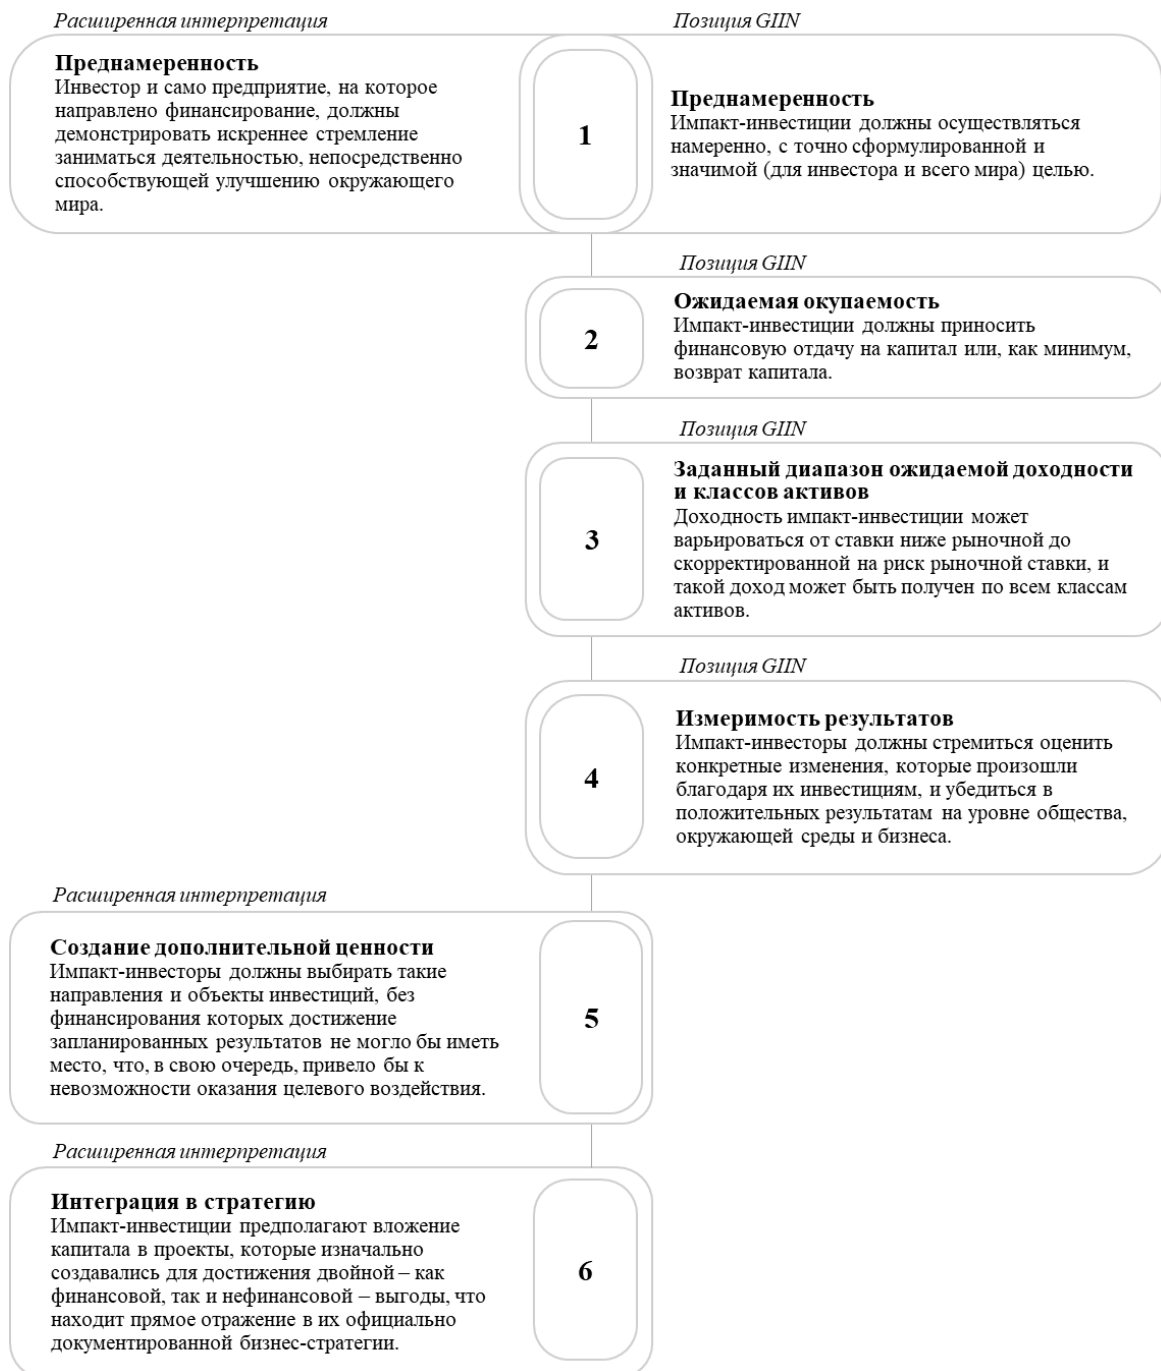 Расширенная интерпретация
Преднамеренность
Инвестор и само предприятие, на которое
направлено финансирование, должны
демонстрировать искреннее стремление
заниматься деятельностью, непосредственно
способствующей улучшению окружающего
мира.
1
Позиция GIIN
Преднамеренность
Импакт-инвестиции должны осуществляться
намеренно, с точно сформулированной и
значимой (для инвестора и всего мира) целью.
Позиция GIIN
2
Ожидаемая окупаемость
Импакт-инвестиции должны приносить
финансовую отдачу на капитал или, как минимум,
возврат капитала.
Позиция GIIN
3
Заданный диапазон ожидаемой доходности
и классов активов
Доходность импакт-инвестиции может
варьироваться от ставки ниже рыночной до
скорректированной на риск рыночной ставки, и
такой доход может быть получен по всем классам
активов.
Позиция GIIN
4
Измеримость результатов
Импакт-инвесторы должны стремиться оценить
конкретные изменения, которые произошли
благодаря их инвестициям, и убедиться в
положительных результатам на уровне общества,
окружающей среды и бизнеса.
Расширенная интерпретация
Создание дополнительной ценности
Импакт-инвесторы должны выбирать такие
направления и объекты инвестиций, без
финансирования которых достижение
запланированных результатов не могло бы иметь
место, что, в свою очередь, привело бы к
невозможности оказания целевого воздействия.
5
Расширенная интерпретация
Интеграция в стратегию
Импакт-инвестиции предполагают вложение
капитала в проекты, которые изначально
создавались для достижения двойной – как
финансовой, так и нефинансовой – выгоды, что
находит прямое отражение в их официально
документированной бизнес-стратегии.
6